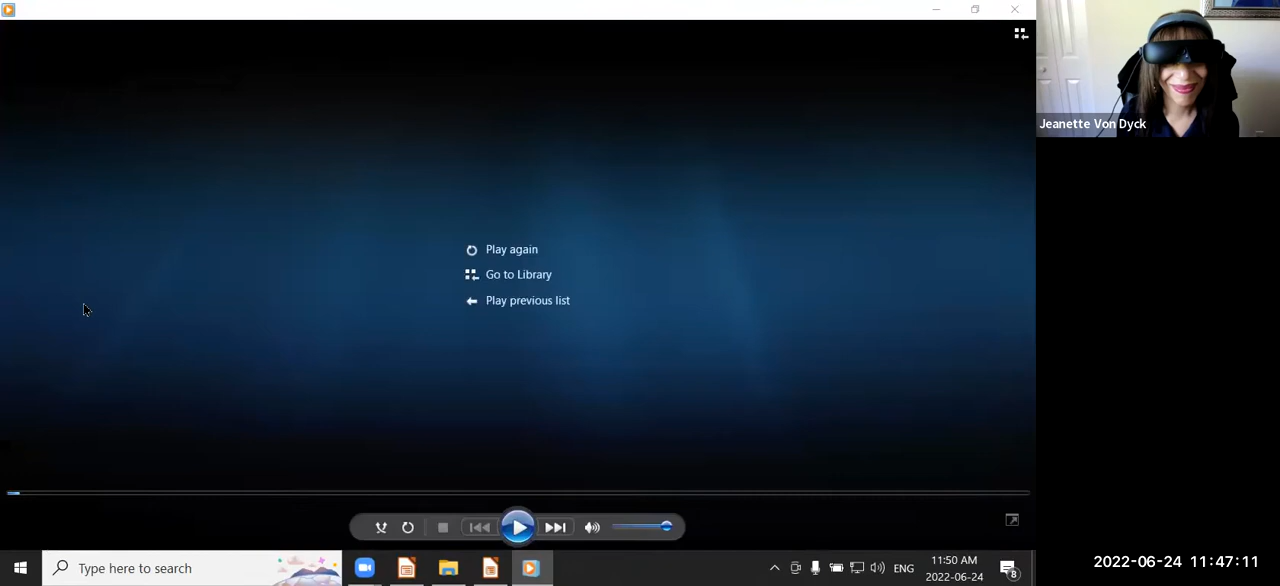 Jeanette Von Dyck
Play again
Go to Library
Play previous list
Type here to search
ENG
11:50 AM
2022-06-24
8
2022-06-24 11:47:11